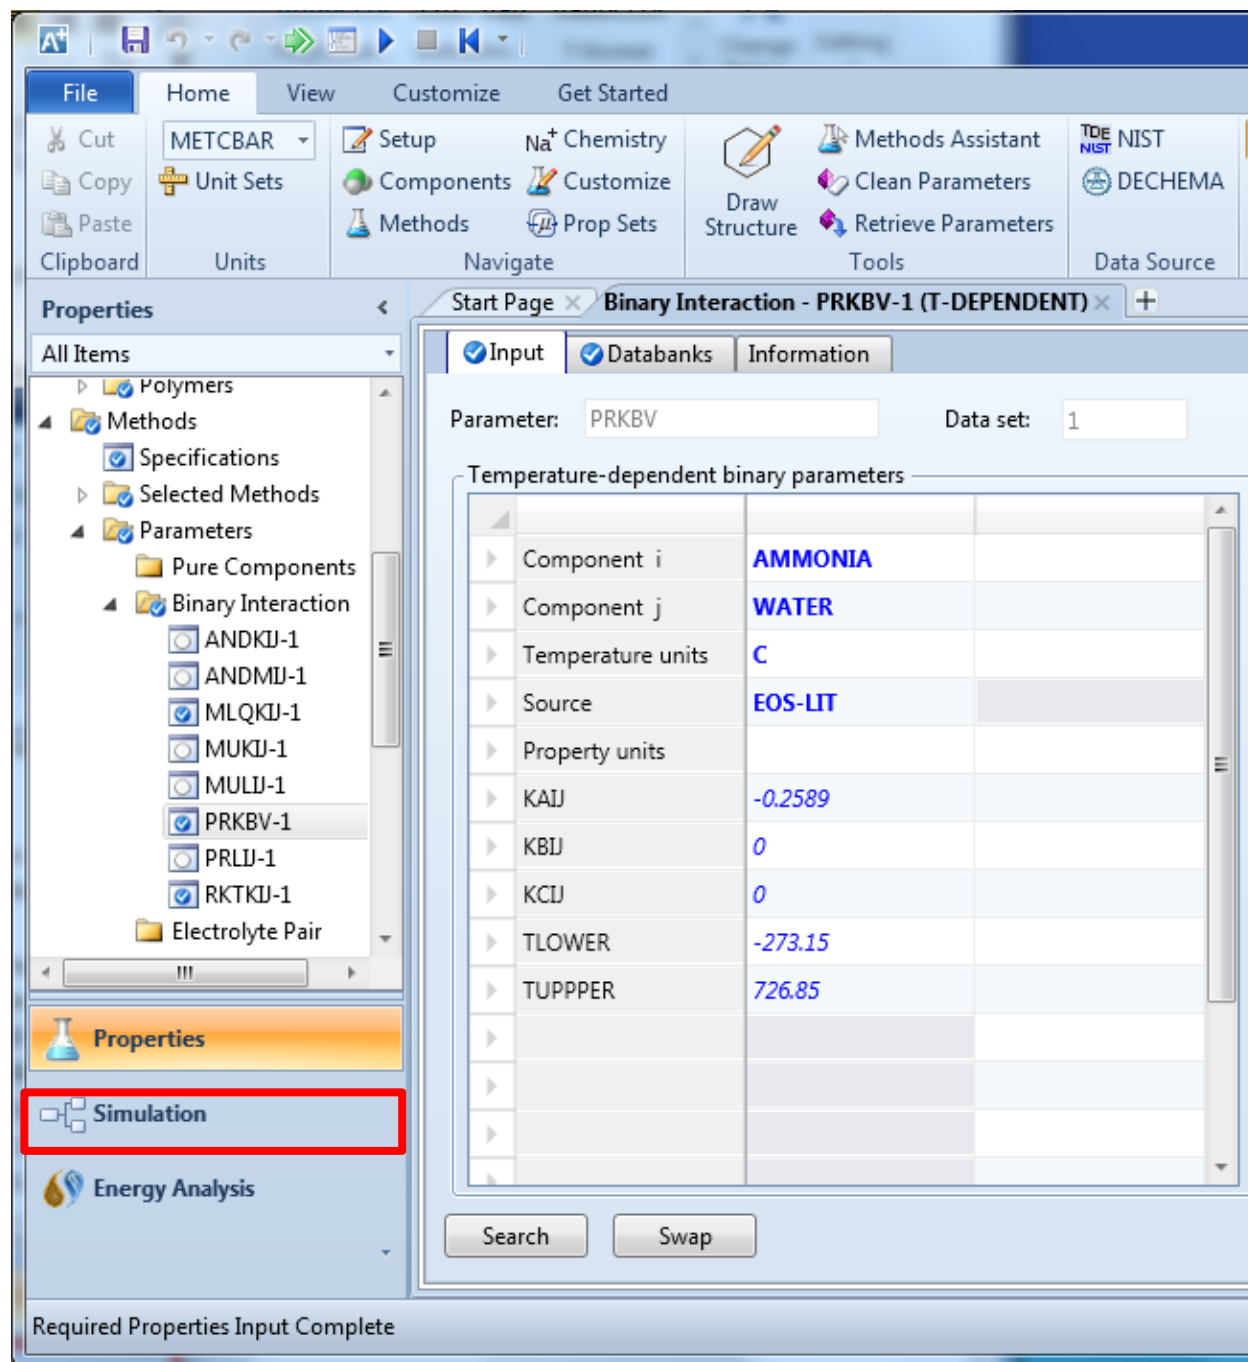 File Home View Customize Get Started
Cut METCBAR Setup Na+ Chemistry Methods Assistant TDE NIST NIST
Copy Unit Sets Components Customize Draw Structure Clean Parameters DECHEMA
Paste Methods Prop Sets Retrieve Parameters
Clipboard Units Navigate Tools Data Source
Properties
All Items
Polymers
Methods
Specifications
Selected Methods
Parameters
Pure Components
Binary Interaction
ANDKIJ-1
ANDMIJ-1
MLQKIJ-1
MUKIJ-1
MULIJ-1
PRKBV-1
PRLIJ-1
RKTKIJ-1
Electrolyte Pair
Properties
Simulation
Energy Analysis
Start Page Binary Interaction - PRKBV-1 (T-DEPENDENT)
Input Databanks Information
Parameter: PRKBV Data set: 1
Temperature-dependent binary parameters
Component i AMMONIA
Component j WATER
Temperature units C
Source EOS-LIT
Property units
KAIJ -0.2589
KBIJ 0
KCIJ 0
TLOWER -273.15
TUPPPER 726.85
Search Swap
Required Properties Input Complete